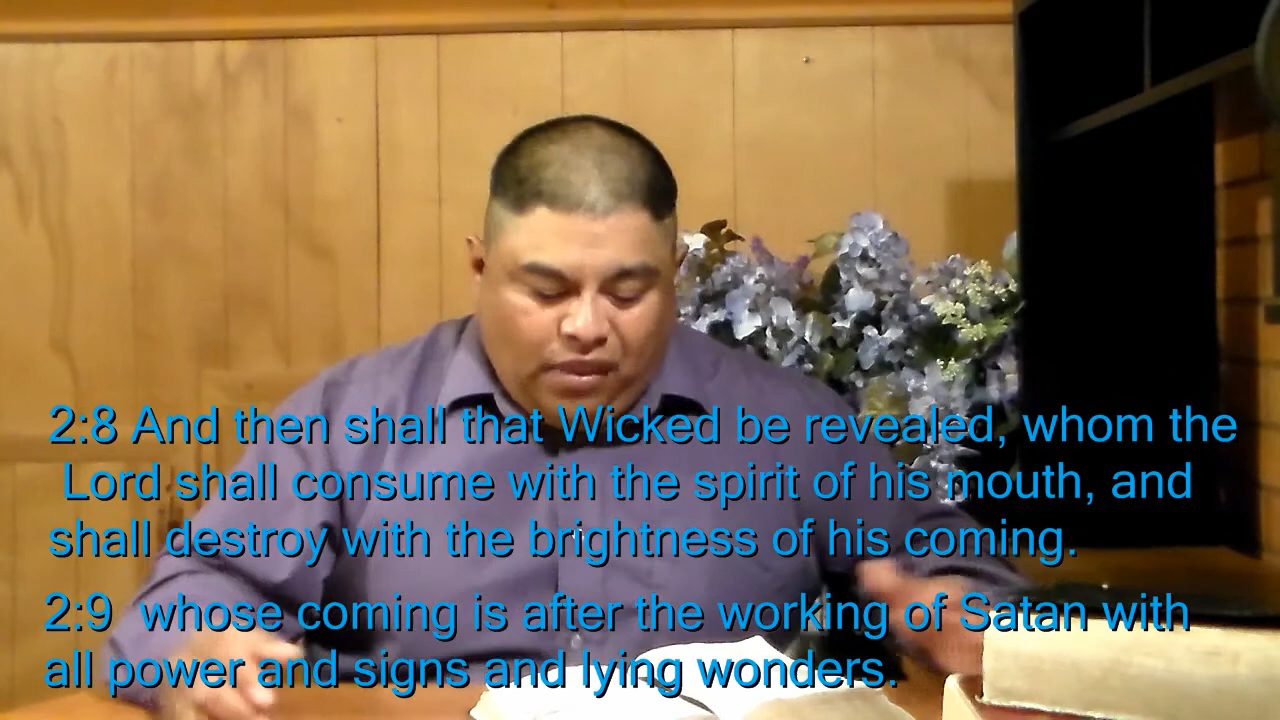 2:8 And then shall that Wicked be revealed, whom the
Lord shall consume with the spirit of his mouth, and
shall destroy with the brightness of his coming.
2:9 whose coming is after the working of Satan with
all power and signs and lying wonders.